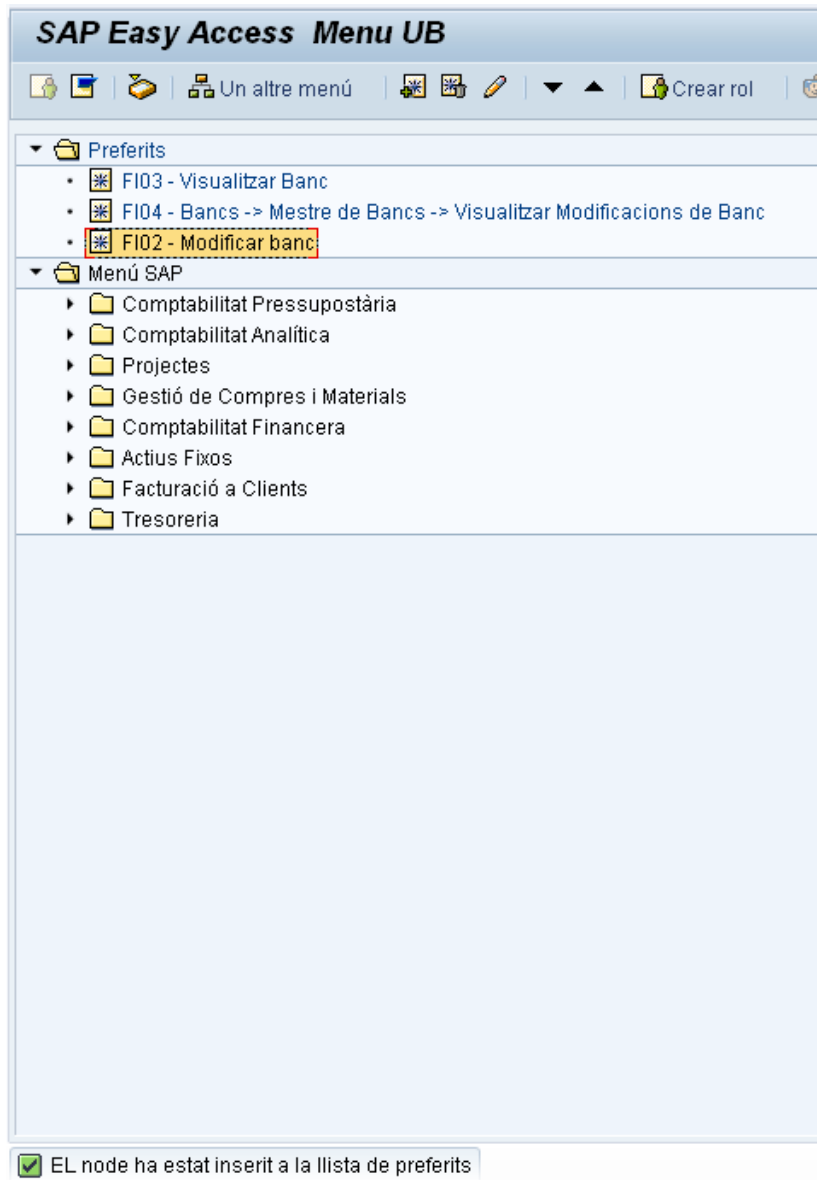 SAP Easy Access Menu UB
Un altre menú Crear rol
Preferits
FI03 - Visualitzar Banc
FI04 - Bancs -> Mestre de Bancs -> Visualitzar Modificacions de Banc
FI02 - Modificar banc
Menú SAP
Comptabilitat Pressupostària
Comptabilitat Analítica
Projectes
Gestió de Compres i Materials
Comptabilitat Financera
Actius Fixos
Facturació a Clients
Tresoreria
EL node ha estat inserit a la llista de preferits